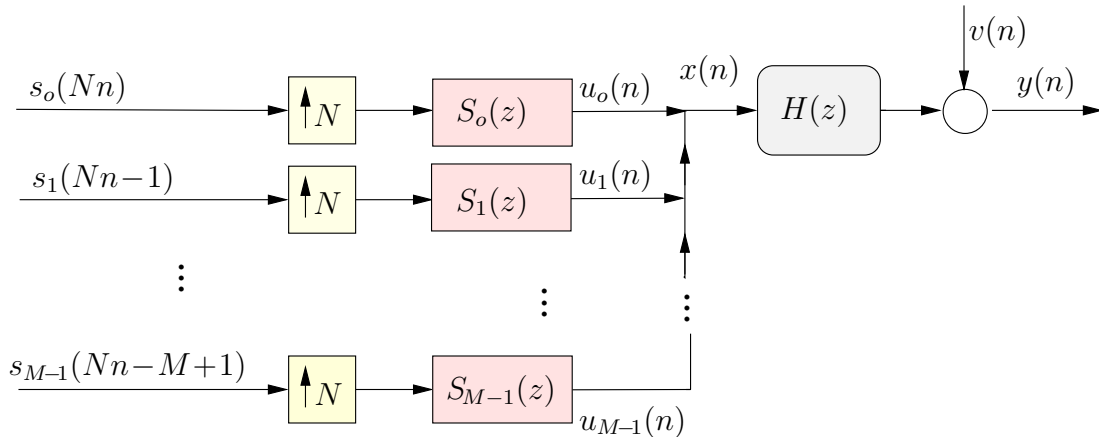 v(n)
s_o(Nn) ↑N S_o(z) u_o(n) x(n) H(z) y(n)
s_1(Nn−1) ↑N S_1(z) u_1(n)
⋮ ⋮ ⋮
s_{M−1}(Nn−M+1) ↑N S_{M−1}(z) u_{M−1}(n)